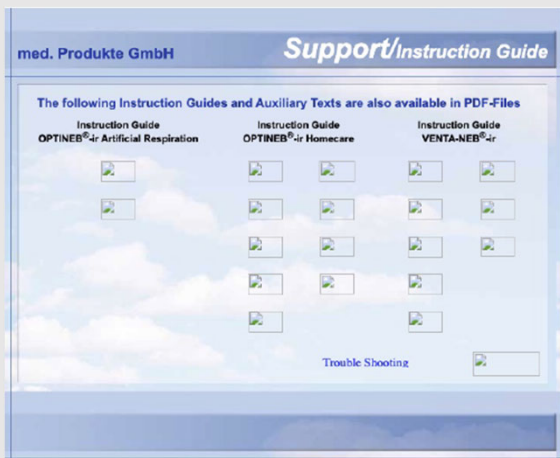 med. Produkte GmbH
Support/Instruction Guide
The following Instruction Guides and Auxiliary Texts are also available in PDF-Files
Instruction Guide
OPTINEB®-ir Artificial Respiration
Instruction Guide
OPTINEB®-ir Homecare
Instruction Guide
VENTA-NEB®-ir
Trouble Shooting